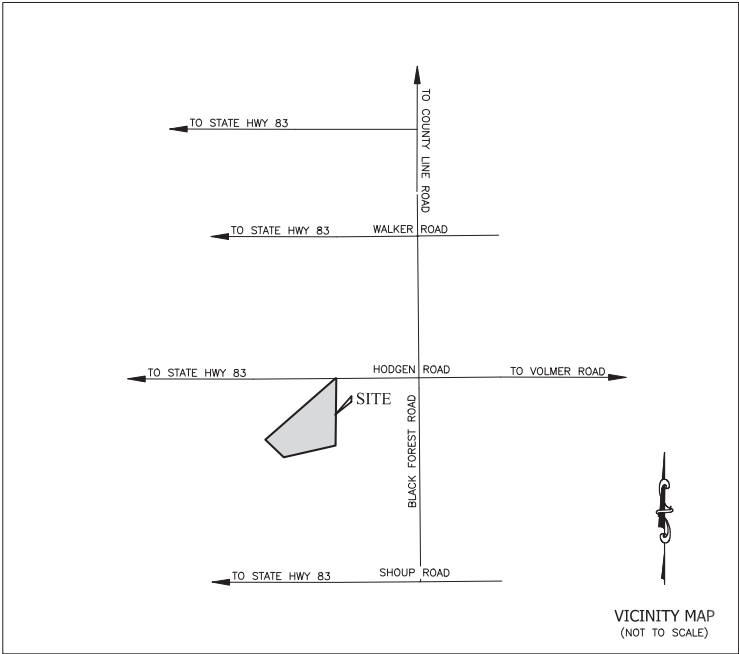 TO COUNTY LINE ROAD
TO STATE HWY 83
TO STATE HWY 83 WALKER ROAD
TO STATE HWY 83 HODGEN ROAD TO VOLMER ROAD
SITE
BLACK FOREST ROAD
TO STATE HWY 83 SHOUP ROAD
VICINITY MAP
(NOT TO SCALE)